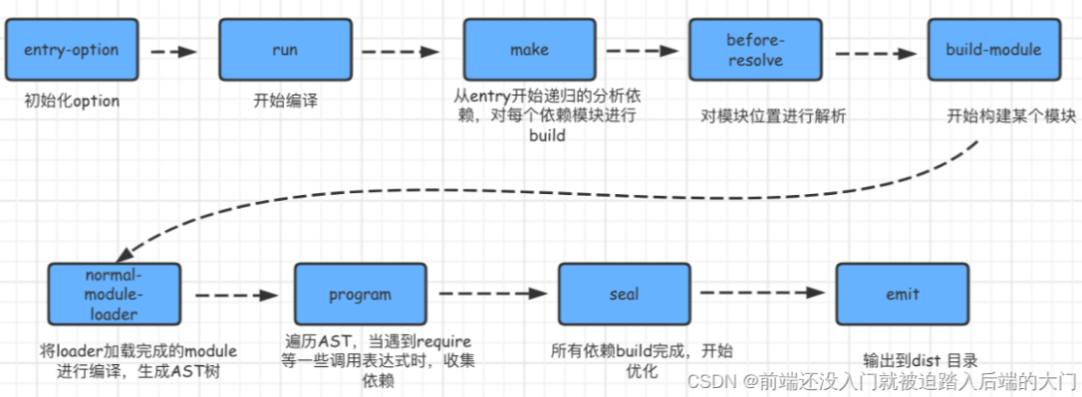 entry-option
run
make
before-
resolve
build-module
初始化option
开始编译
从entry开始递归的分析依
赖，对每个依赖模块进行
build
对模块位置进行解析
开始构建某个模块
normal-
module-
loader
program
seal
emit
将loader加载完成的module
进行编译，生成AST树
遍历AST，当遇到require
等一些调用表达式时，收集
依赖
所有依赖build完成，开始
优化
输出到dist 目录
CSDN @前端还没入门就被迫踏入后端的大门